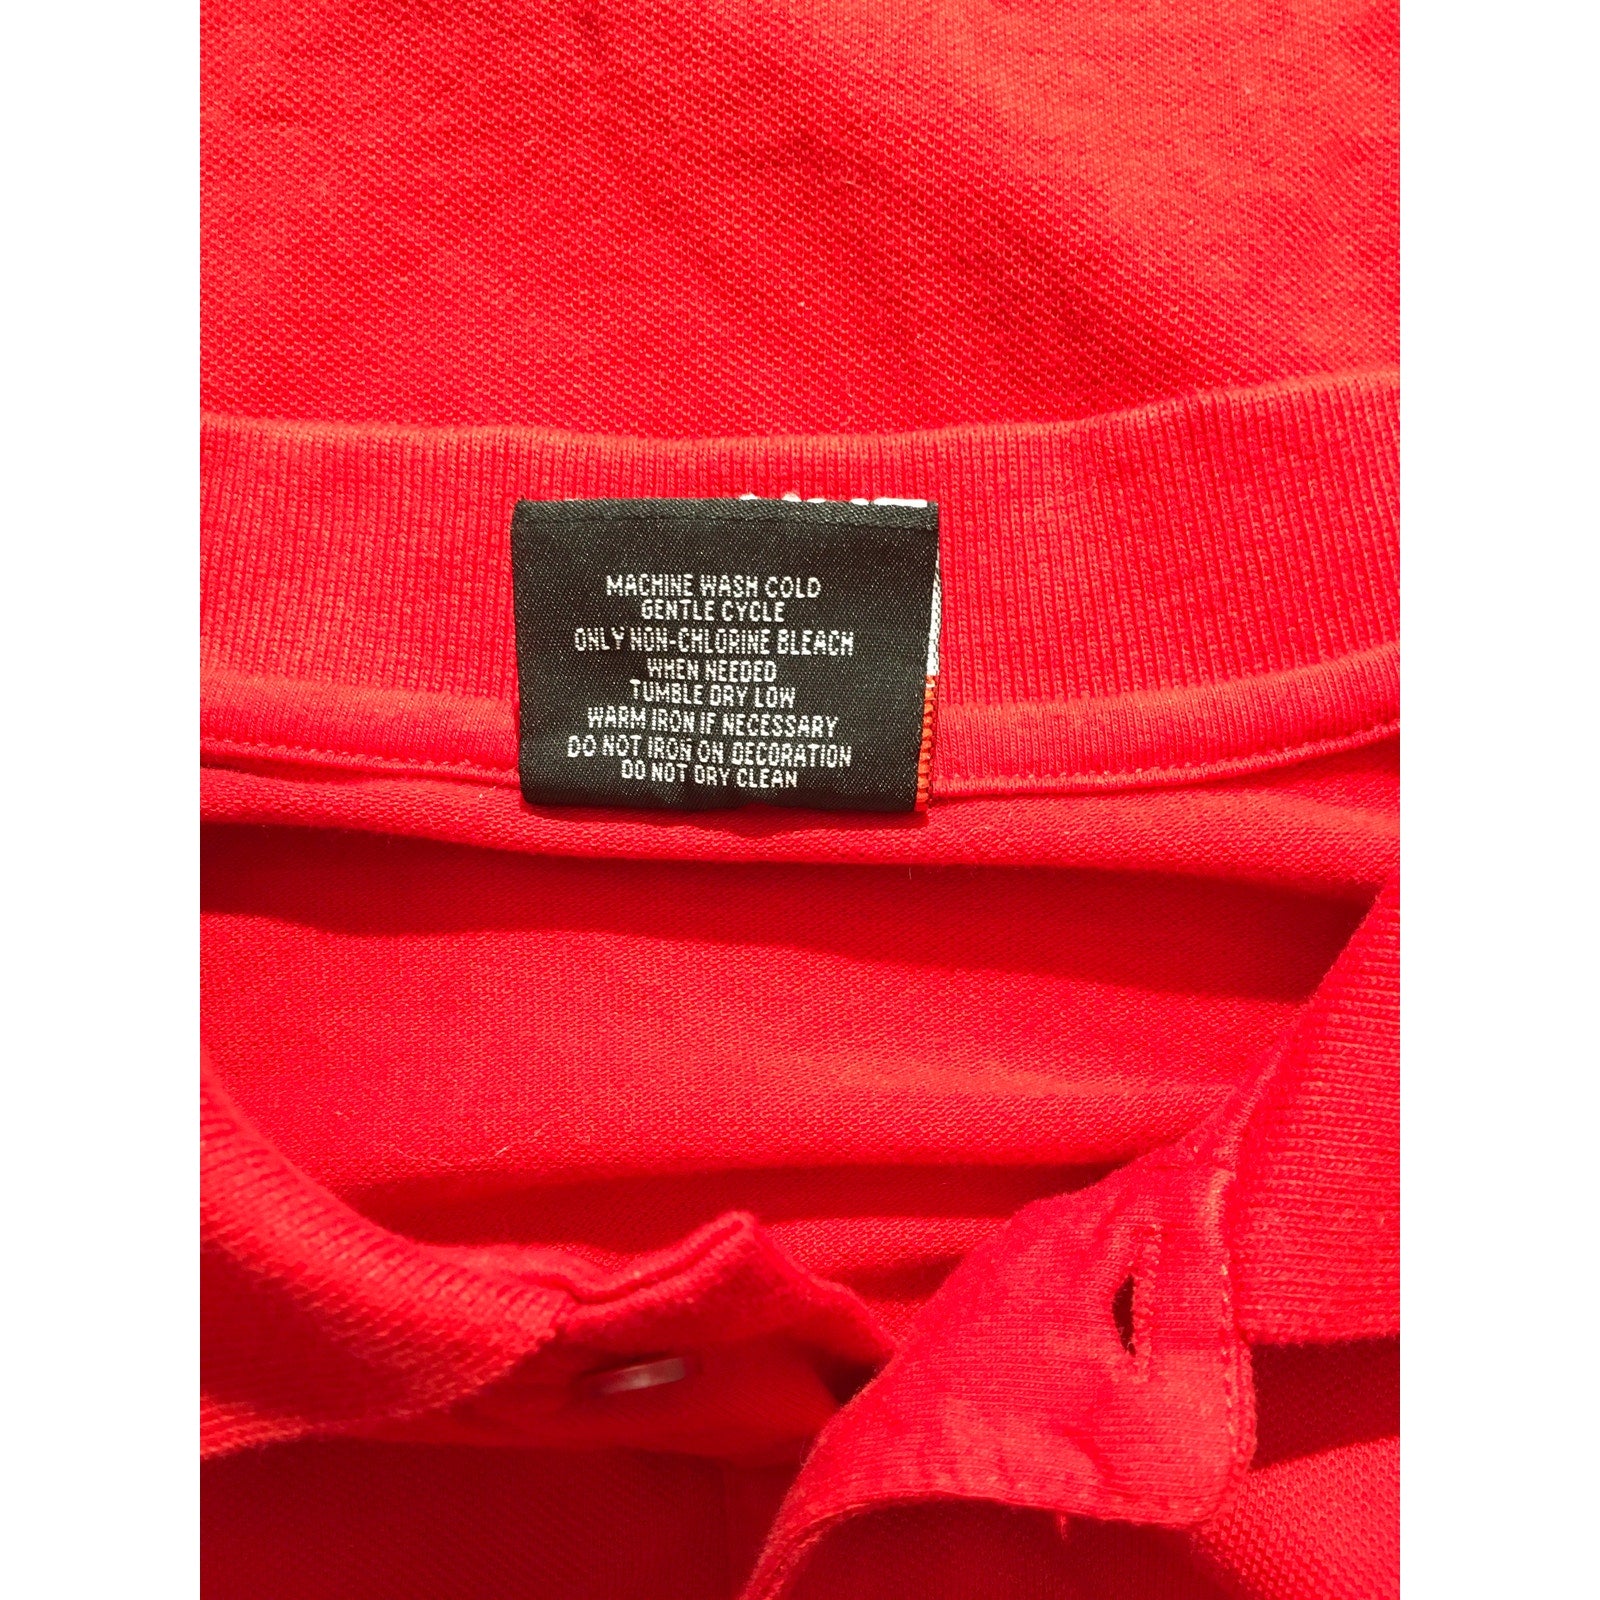 MACHINE WASH COLD
GENTLE CYCLE
ONLY NON-CHLORINE BLEACH
WHEN NEEDED
TUMBLE DRY LOW
WARM IRON IF NECESSARY
DO NOT IRON ON DECORATION
DO NOT DRY CLEAN